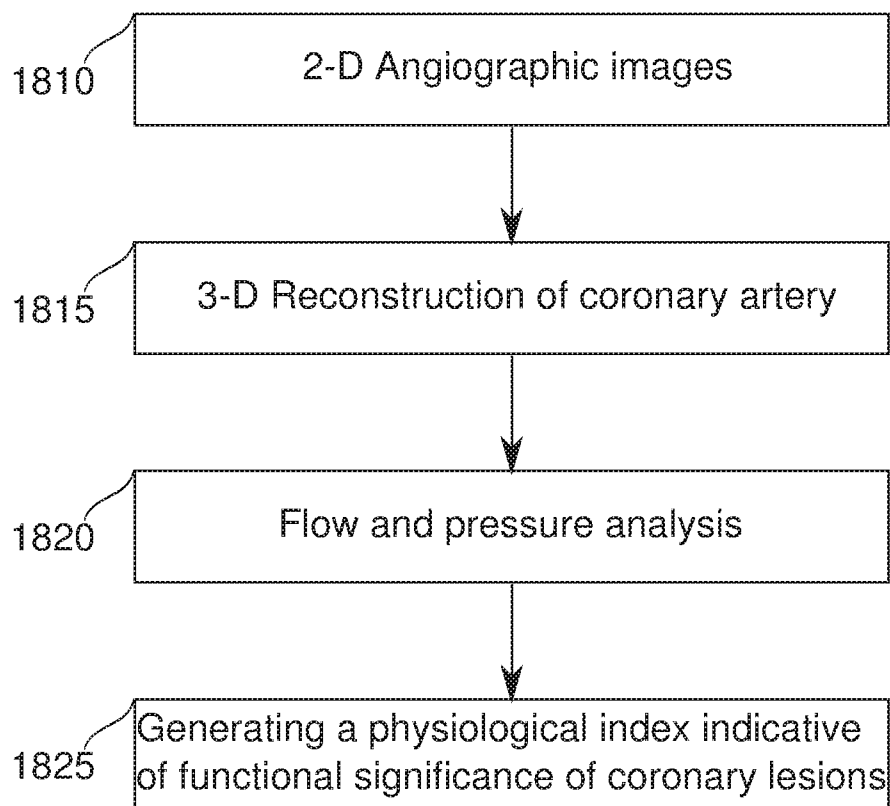 1810
2-D Angiographic images
1815
3-D Reconstruction of coronary artery
1820
Flow and pressure analysis
1825
Generating a physiological index indicative
of functional significance of coronary lesions